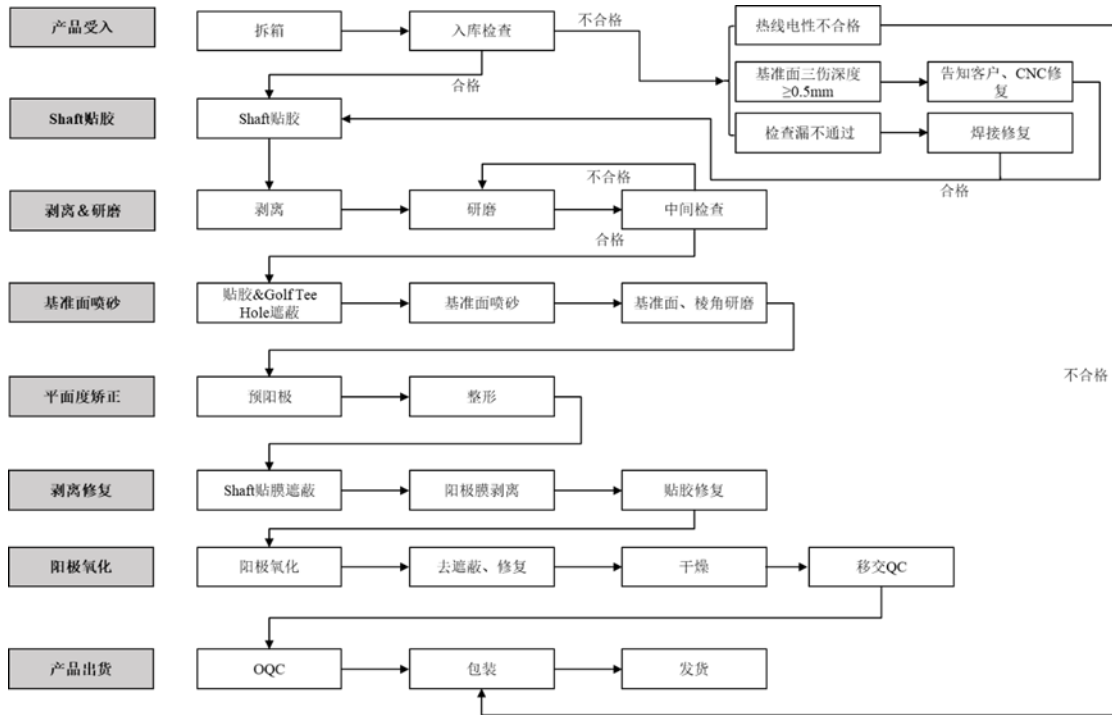 产品受入
拆箱
入库检查
不合格
热线电性不合格
合格
基准面三伤深度
≥0.5mm
告知客户、CNC修
复
Shaft贴胶
Shaft贴胶
检查漏不通过
焊接修复
合格
剥离＆研磨
剥离
研磨
不合格
中间检查
合格
基准面喷砂
贴胶&Golf Tee
Hole遮蔽
基准面喷砂
基准面、棱角研磨
不合格
平面度矫正
预阳极
整形
剥离修复
Shaft贴膜遮蔽
阳极膜剥离
贴胶修复
阳极氧化
阳极氧化
去遮蔽、修复
干燥
移交QC
产品出货
OQC
包装
发货